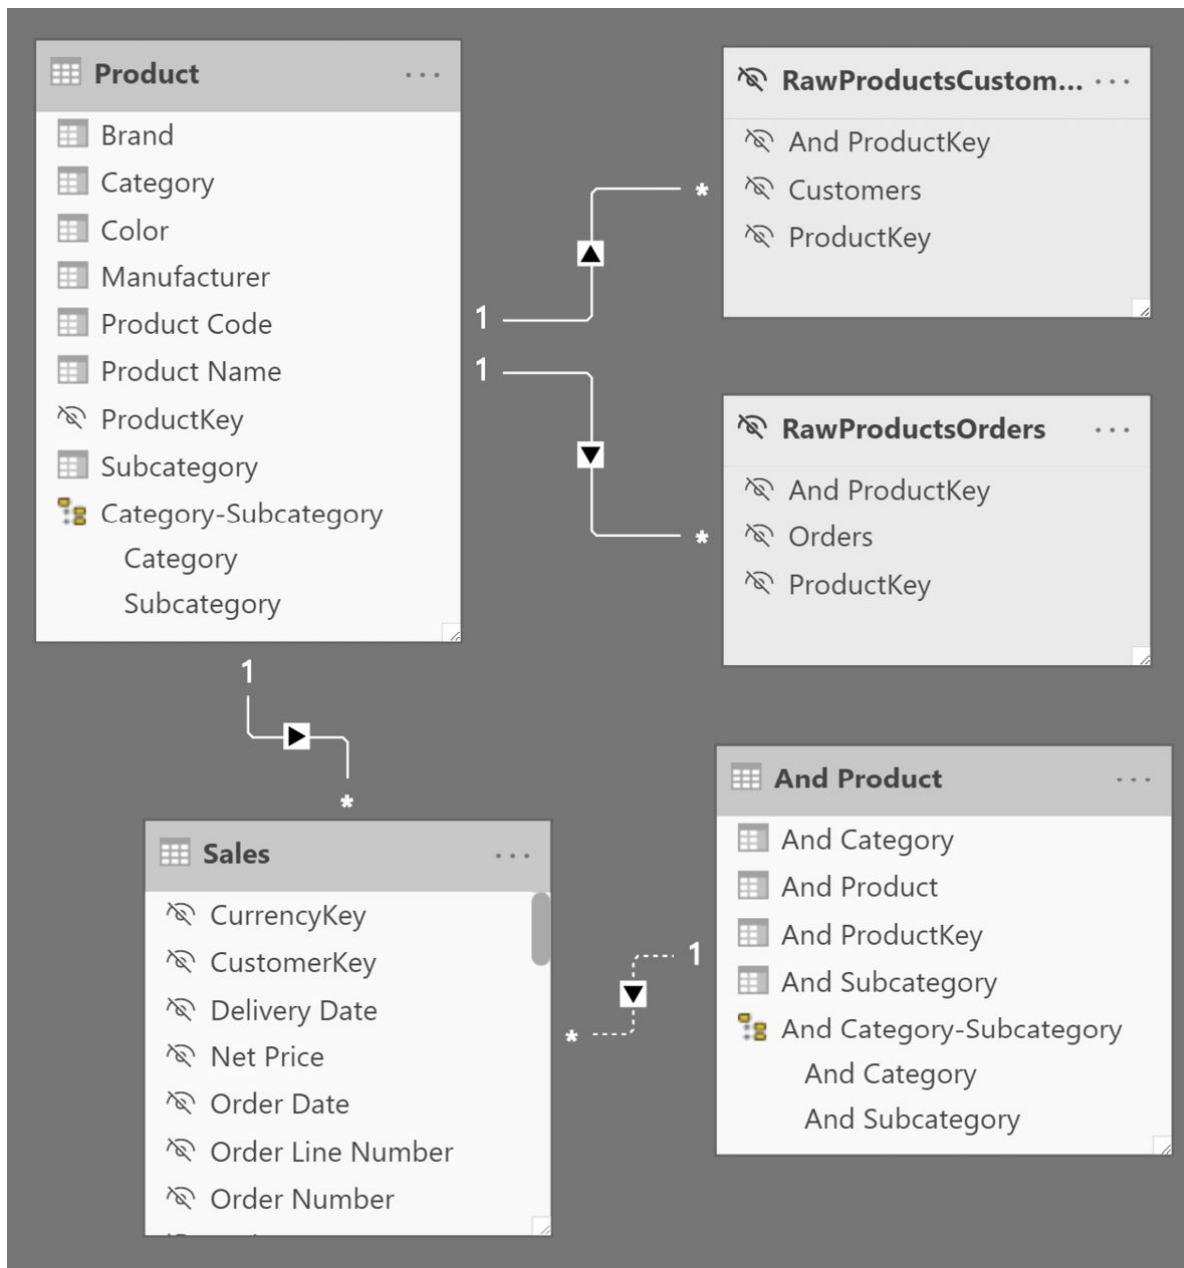 Product ...
Brand
Category
Color
Manufacturer
Product Code
Product Name
ProductKey
Subcategory
Category-Subcategory
Category
Subcategory
1
1
1
*
*
*
RawProductsCustom... ...
And ProductKey
Customers
ProductKey
RawProductsOrders ...
And ProductKey
Orders
ProductKey
Sales ...
CurrencyKey
CustomerKey
Delivery Date
Net Price
Order Date
Order Line Number
Order Number
*
1
And Product ...
And Category
And Product
And ProductKey
And Subcategory
And Category-Subcategory
And Category
And Subcategory